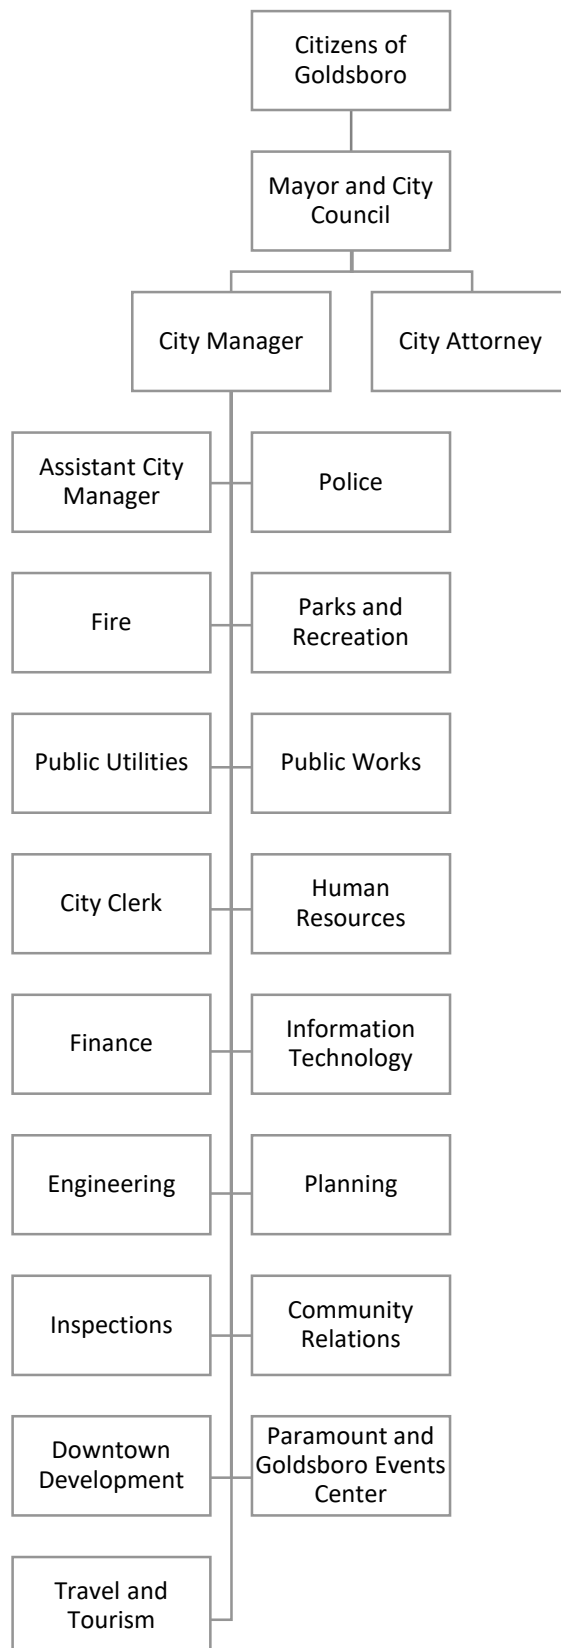 Citizens of
Goldsboro
Mayor and City
Council
City Manager
City Attorney
Assistant City
Manager
Police
Fire
Parks and
Recreation
Public Utilities
Public Works
City Clerk
Human
Resources
Finance
Information
Technology
Engineering
Planning
Inspections
Community
Relations
Downtown
Development
Paramount and
Goldsboro Events
Center
Travel and
Tourism